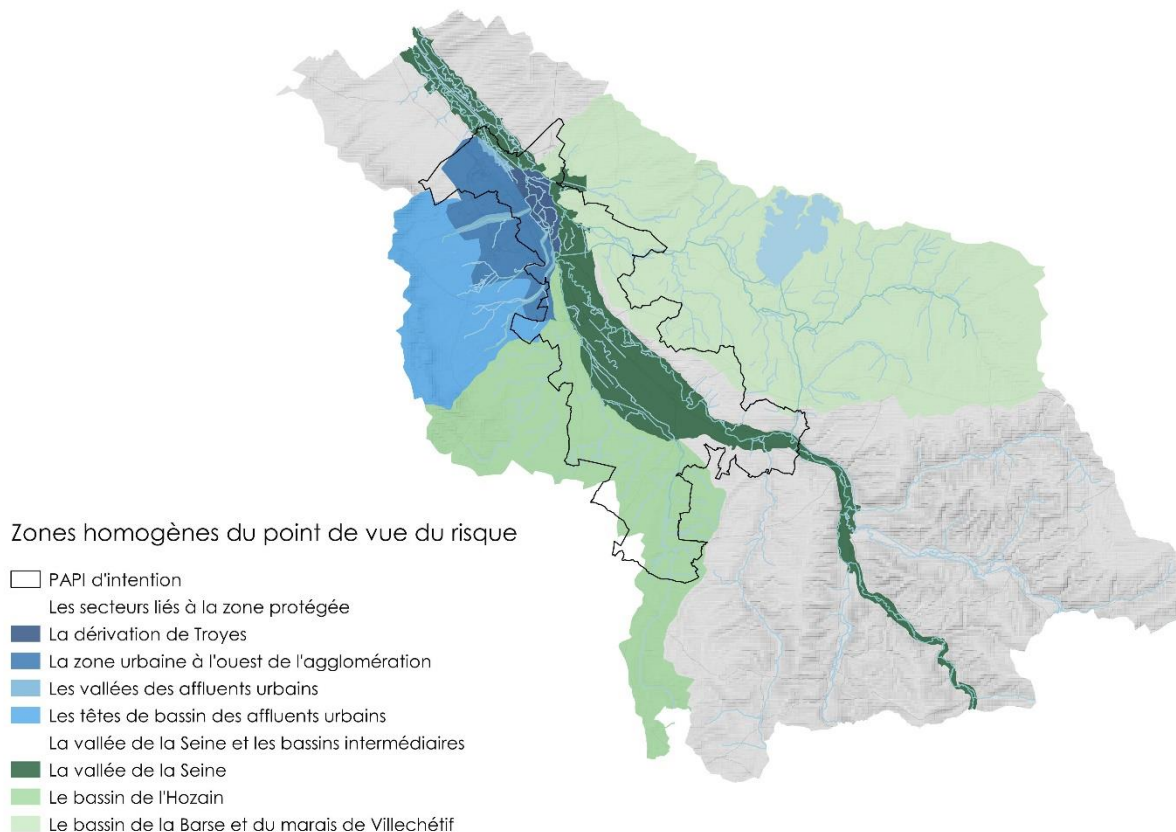 Zones homogènes du point de vue du risque
PAPI d'intention
Les secteurs liés à la zone protégée
La dérivation de Troyes
La zone urbaine à l'ouest de l'agglomération
Les vallées des affluents urbains
Les têtes de bassin des affluents urbains
La vallée de la Seine et les bassins intermédiaires
La vallée de la Seine
Le bassin de l'Hozain
Le bassin de la Barse et du marais de Villechétif